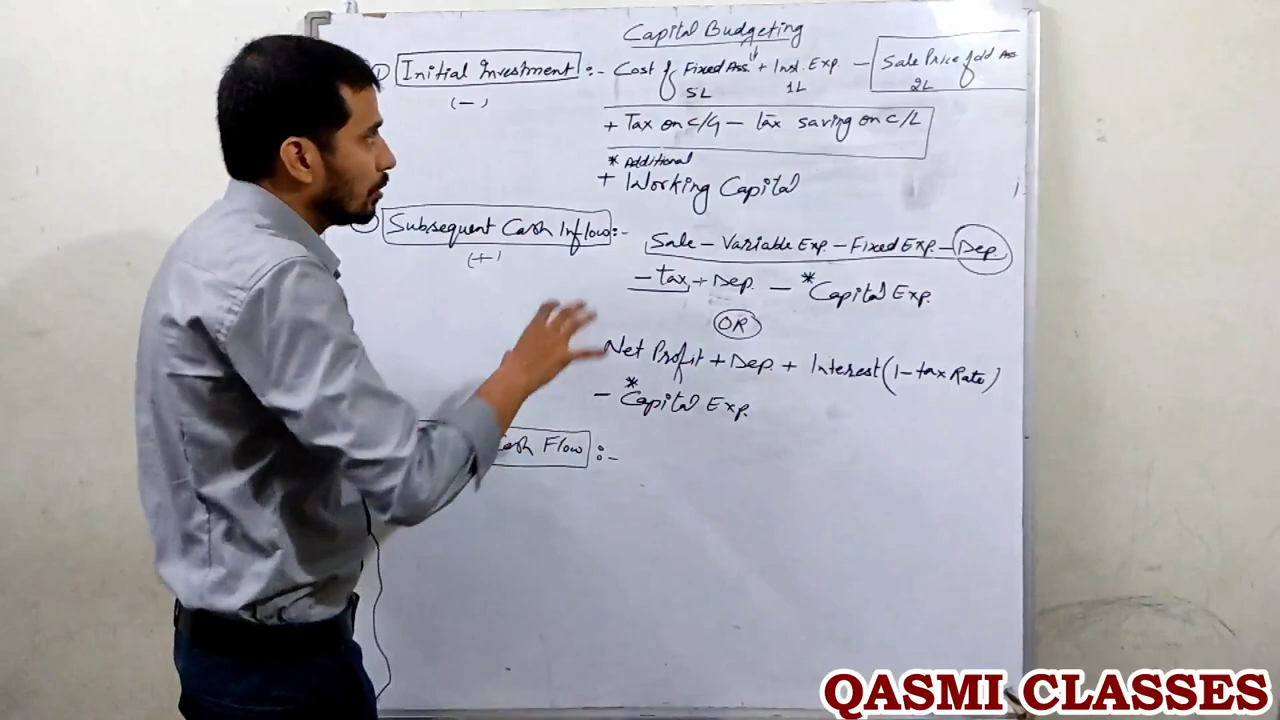 Capital Budgeting
Initial Investment :- Cost of Fixed Ass. + Inst. Exp. — Sale Price of old Ass
5L 1L 2L
(—)
+ Tax on C/G — tax saving on C/L
* Additional
+ Working Capital
Subsequent Cash Inflow :- Sale — Variable Exp — Fixed Exp. — Dep.
(+)
— tax + Dep. — *Capital Exp.
OR
Net Profit + Dep. + Interest (1 — tax Rate)
— *Capital Exp.
Cash Flow :-
QASMI CLASSES